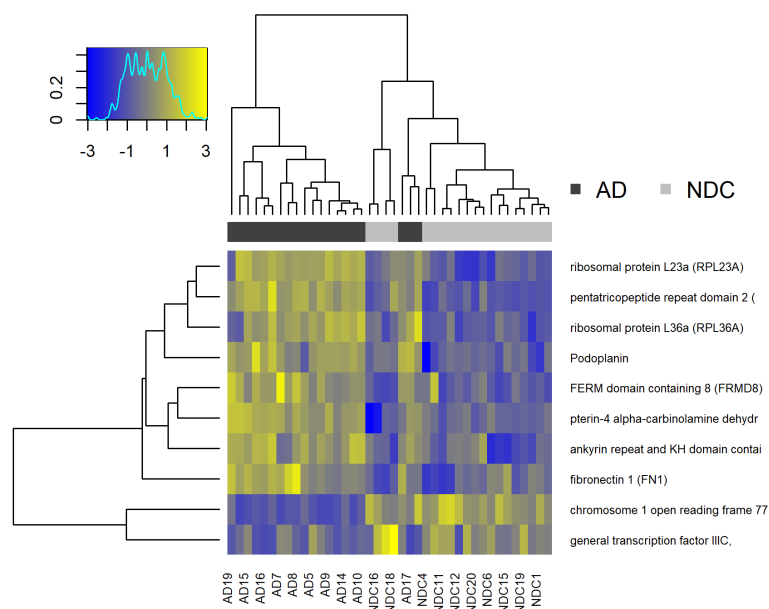 0.2
0
-3 -1 1 3
AD NDC
ribosomal protein L23a (RPL23A)
pentatricopeptide repeat domain 2 (
ribosomal protein L36a (RPL36A)
Podoplanin
FERM domain containing 8 (FRMD8)
pterin-4 alpha-carbinolamine dehydr
ankyrin repeat and KH domain contai
fibronectin 1 (FN1)
chromosome 1 open reading frame 77
general transcription factor IIIC,
AD19
AD15
AD16
AD7
AD8
AD5
AD9
AD14
AD10
NDC16
NDC18
AD17
NDC4
NDC11
NDC12
NDC20
NDC6
NDC15
NDC19
NDC1